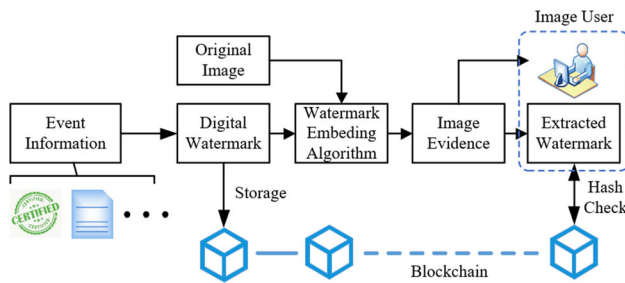 Image User
Original
Image
Event
Information
Digital
Watermark
Watermark
Embeding
Algorithm
Image
Evidence
Extracted
Watermark
Storage
Hash
Check
CERTIFIED
Blockchain